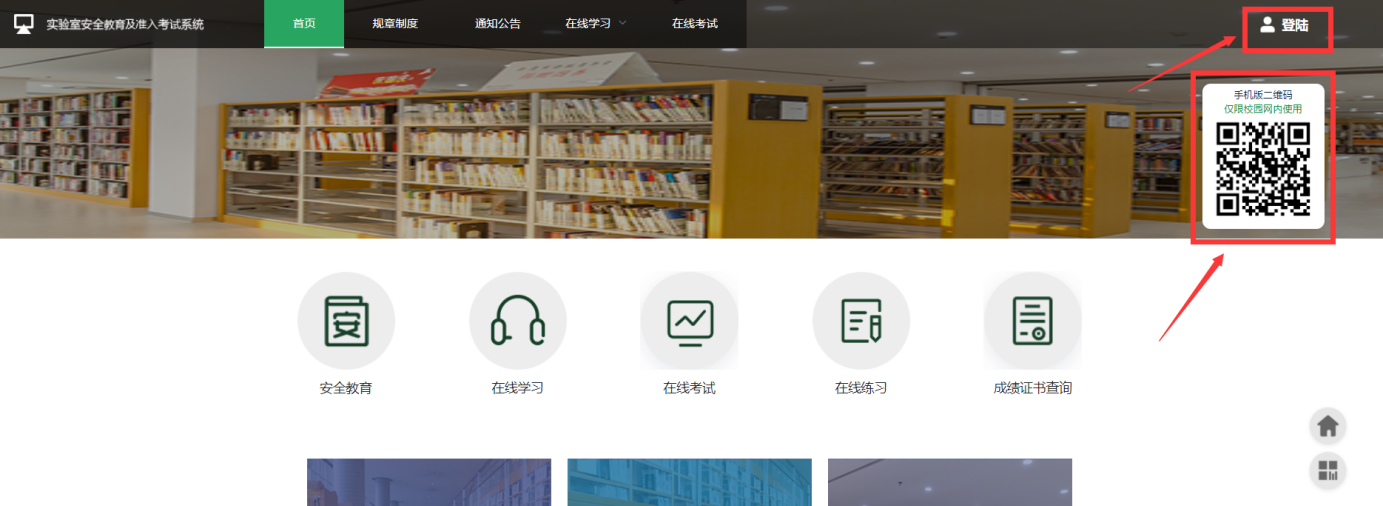 实验室安全教育及准入考试系统
首页
规章制度
通知公告
在线学习
在线考试
登陆
手机版二维码
仅限校园网内使用
安
安全教育
在线学习
在线考试
在线练习
成绩证书查询